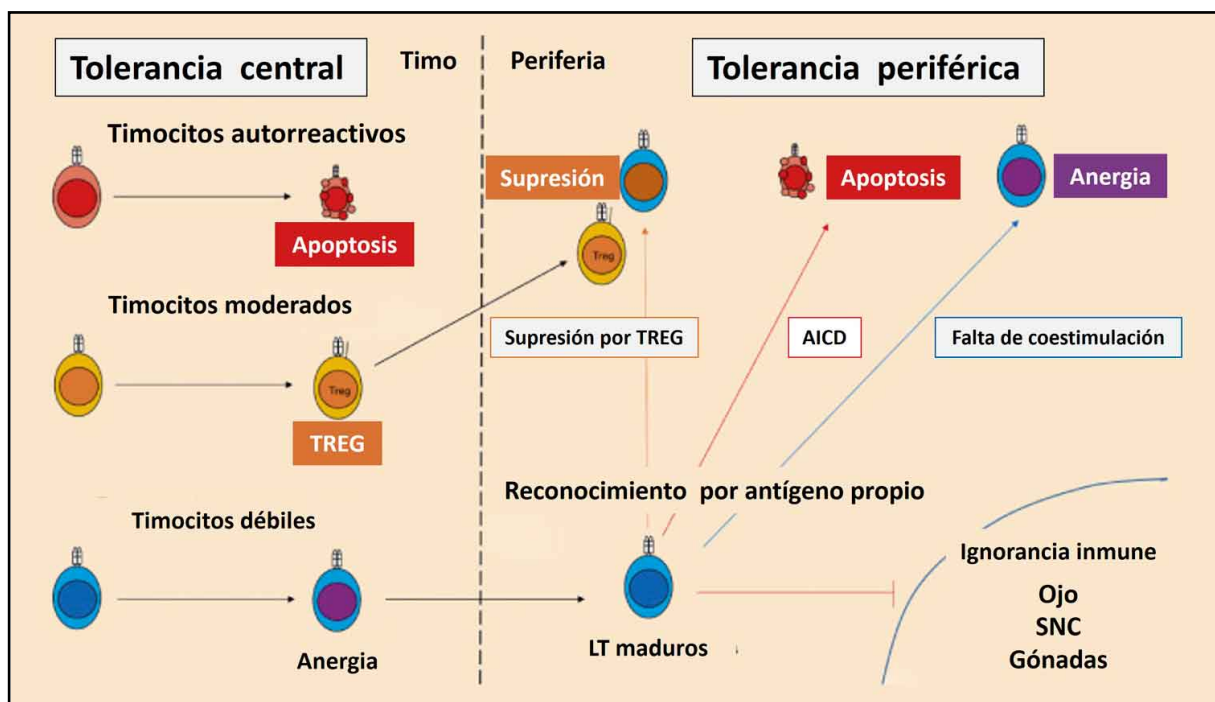 Tolerancia central
Timo
Periferia
Tolerancia periférica
Timocitos autorreactivos
Apoptosis
Supresión
Treg
Apoptosis
Anergia
Timocitos moderados
Treg
TREG
Supresión por TREG
AICD
Falta de coestimulación
Reconocimiento por antígeno propio
Timocitos débiles
Anergia
LT maduros
Ignorancia inmune
Ojo
SNC
Gónadas